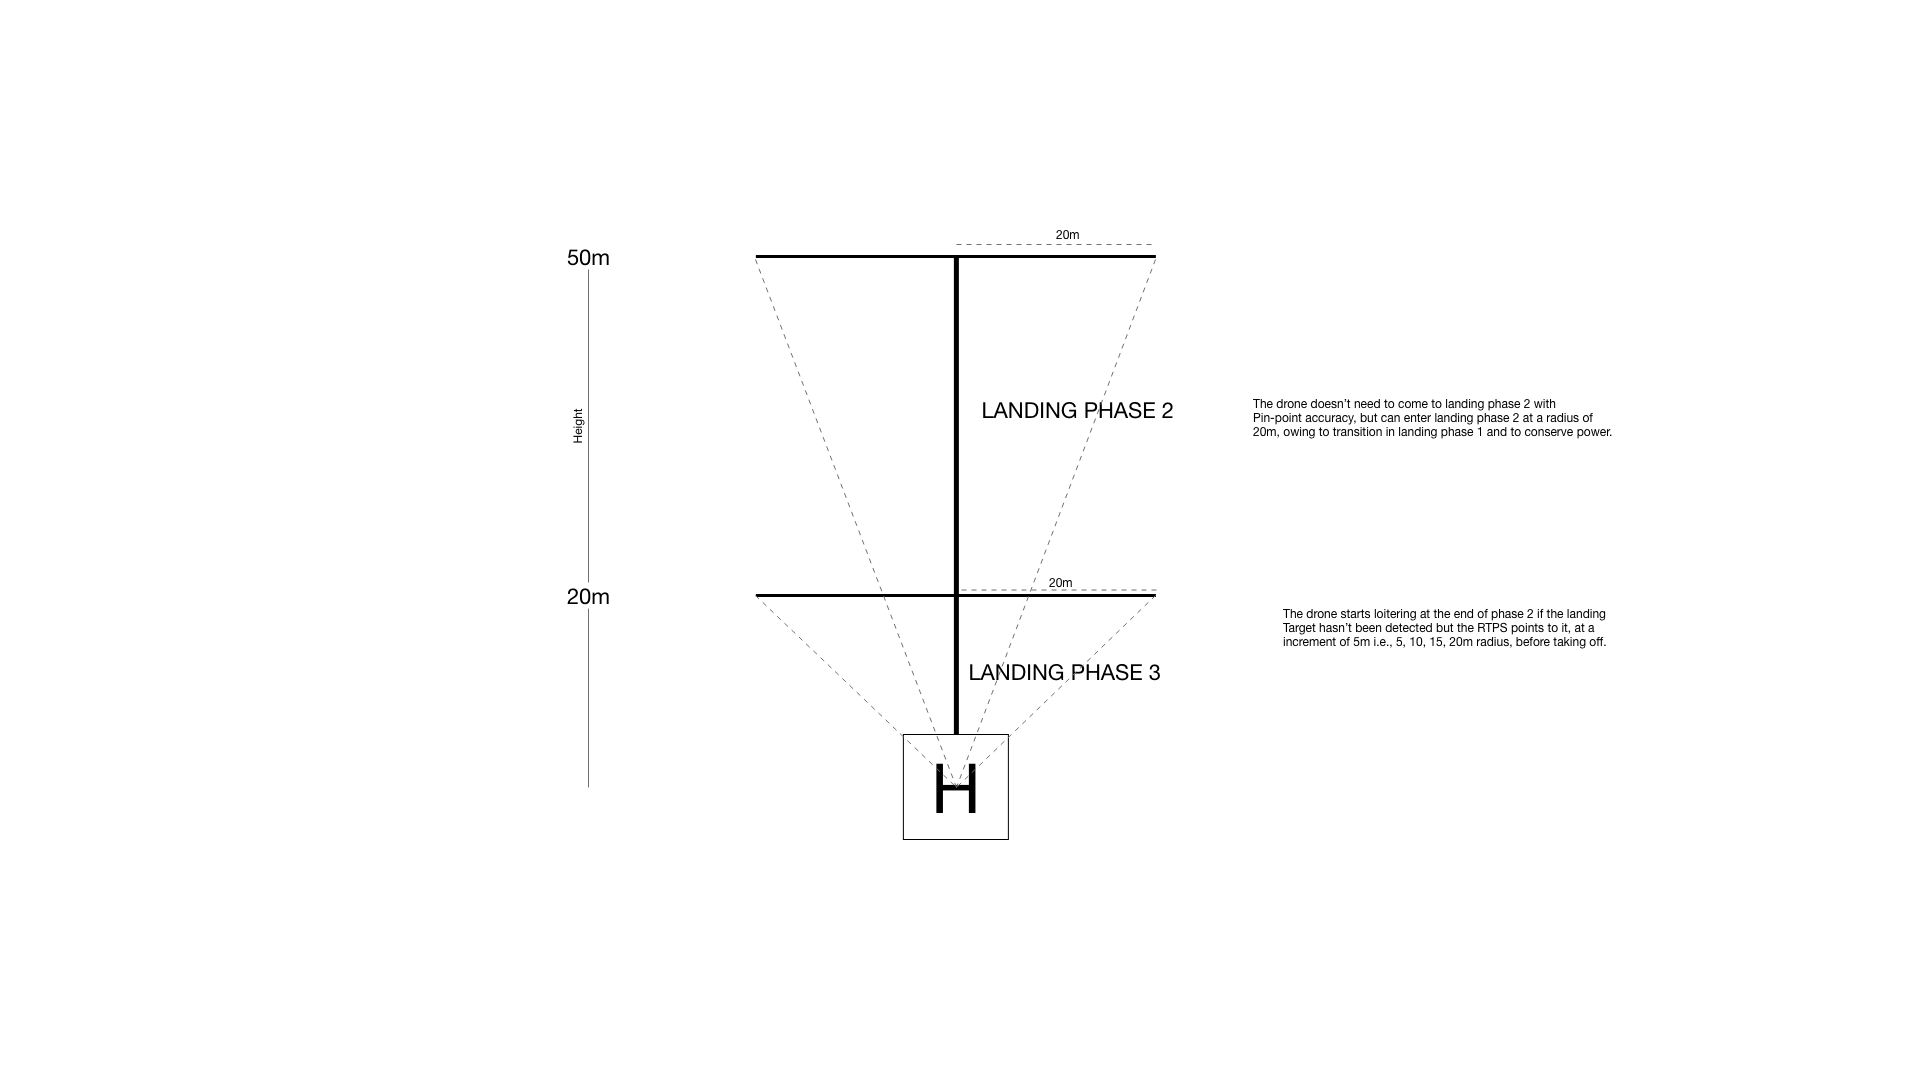 20m
50m
Height
LANDING PHASE 2
The drone doesn’t need to come to landing phase 2 with
Pin-point accuracy, but can enter landing phase 2 at a radius of
20m, owing to transition in landing phase 1 and to conserve power.
20m
20m
The drone starts loitering at the end of phase 2 if the landing
Target hasn’t been detected but the RTPS points to it, at a
increment of 5m i.e., 5, 10, 15, 20m radius, before taking off.
LANDING PHASE 3
H